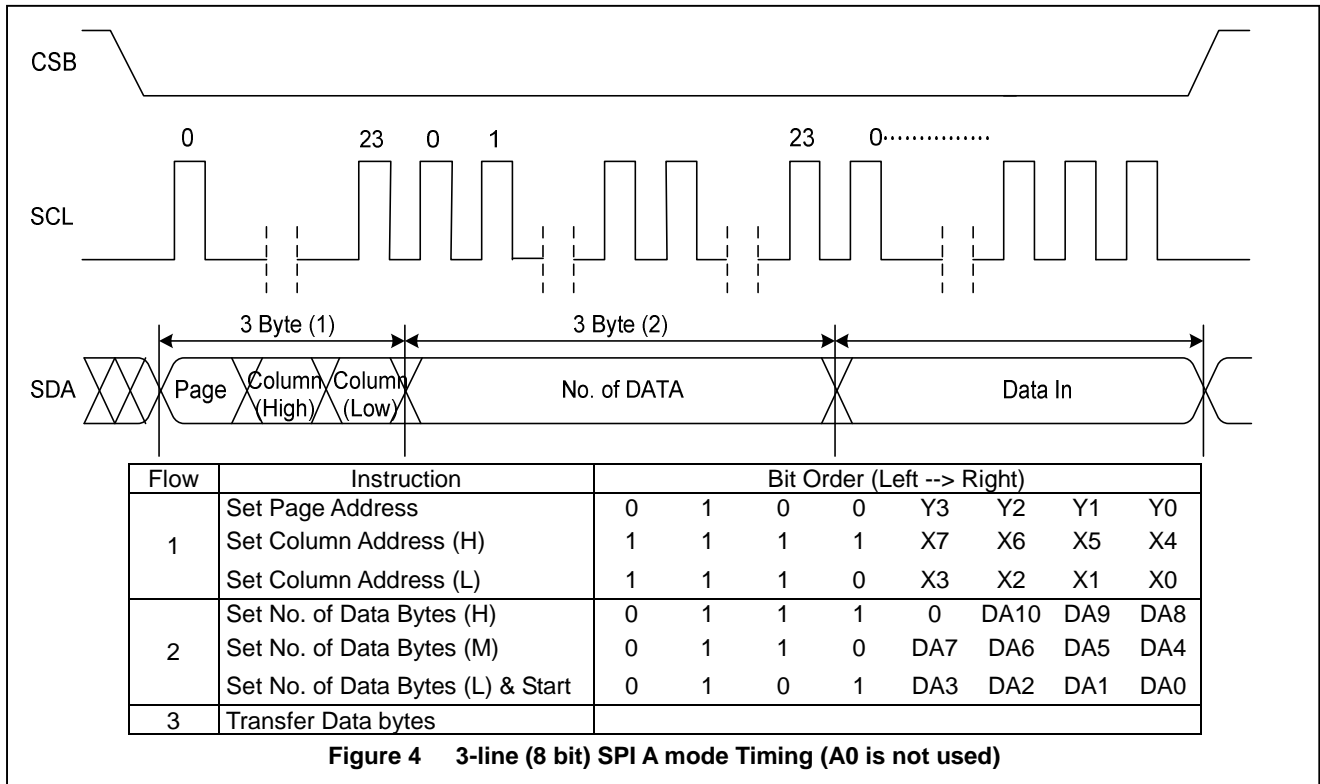 CSB
0 23 0 1 23 0··············
SCL
3 Byte (1) 3 Byte (2)
SDA Page Column (High) Column (Low) No. of DATA Data In
Flow Instruction Bit Order (Left --> Right)
1
Set Page Address 0 1 0 0 Y3 Y2 Y1 Y0
Set Column Address (H) 1 1 1 1 X7 X6 X5 X4
Set Column Address (L) 1 1 1 0 X3 X2 X1 X0
2
Set No. of Data Bytes (H) 0 1 1 1 0 DA10 DA9 DA8
Set No. of Data Bytes (M) 0 1 1 0 DA7 DA6 DA5 DA4
Set No. of Data Bytes (L) & Start 0 1 0 1 DA3 DA2 DA1 DA0
3 Transfer Data bytes
Figure 4 3-line (8 bit) SPI A mode Timing (A0 is not used)